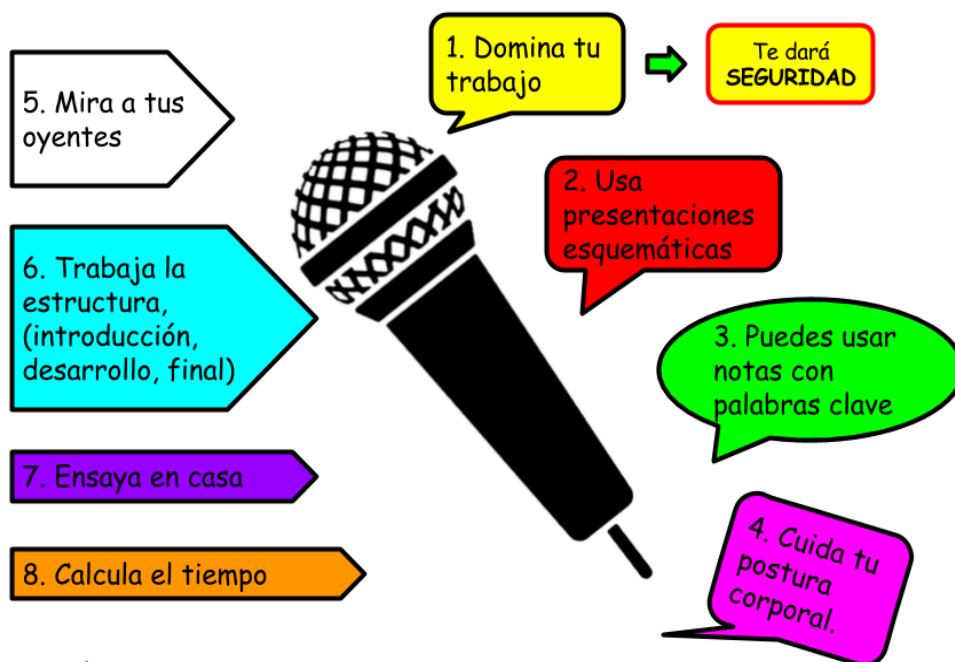 1. Domina tu
trabajo
Te dará
SEGURIDAD
2. Usa
presentaciones
esquemáticas
3. Puedes usar
notas con
palabras clave
4. Cuida tu
postura
corporal.
5. Mira a tus
oyentes
6. Trabaja la
estructura,
(introducción,
desarrollo, final)
7. Ensaya en casa
8. Calcula el tiempo